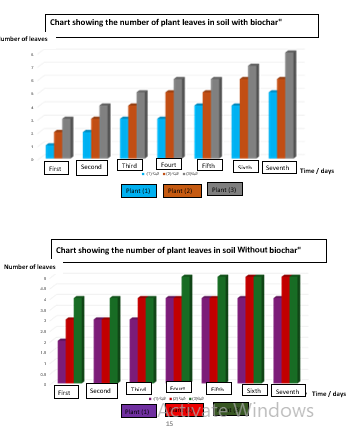 Chart showing the number of plant leaves in soil with biochar"
Number of leaves
8
7
6
5
4
3
2
1
First Second Third Fourt Fifth Sixth Seventh Time / days
Plant (1) Plant (2) Plant (3)
Chart showing the number of plant leaves in soil Without biochar"
Number of leaves
5
4.5
4
3.5
3
2.5
2
1.5
1
0.5
0
First Second Third Fourt Fifth Sixth Seventh Time / days
Plant (1)
Activate Windows
15